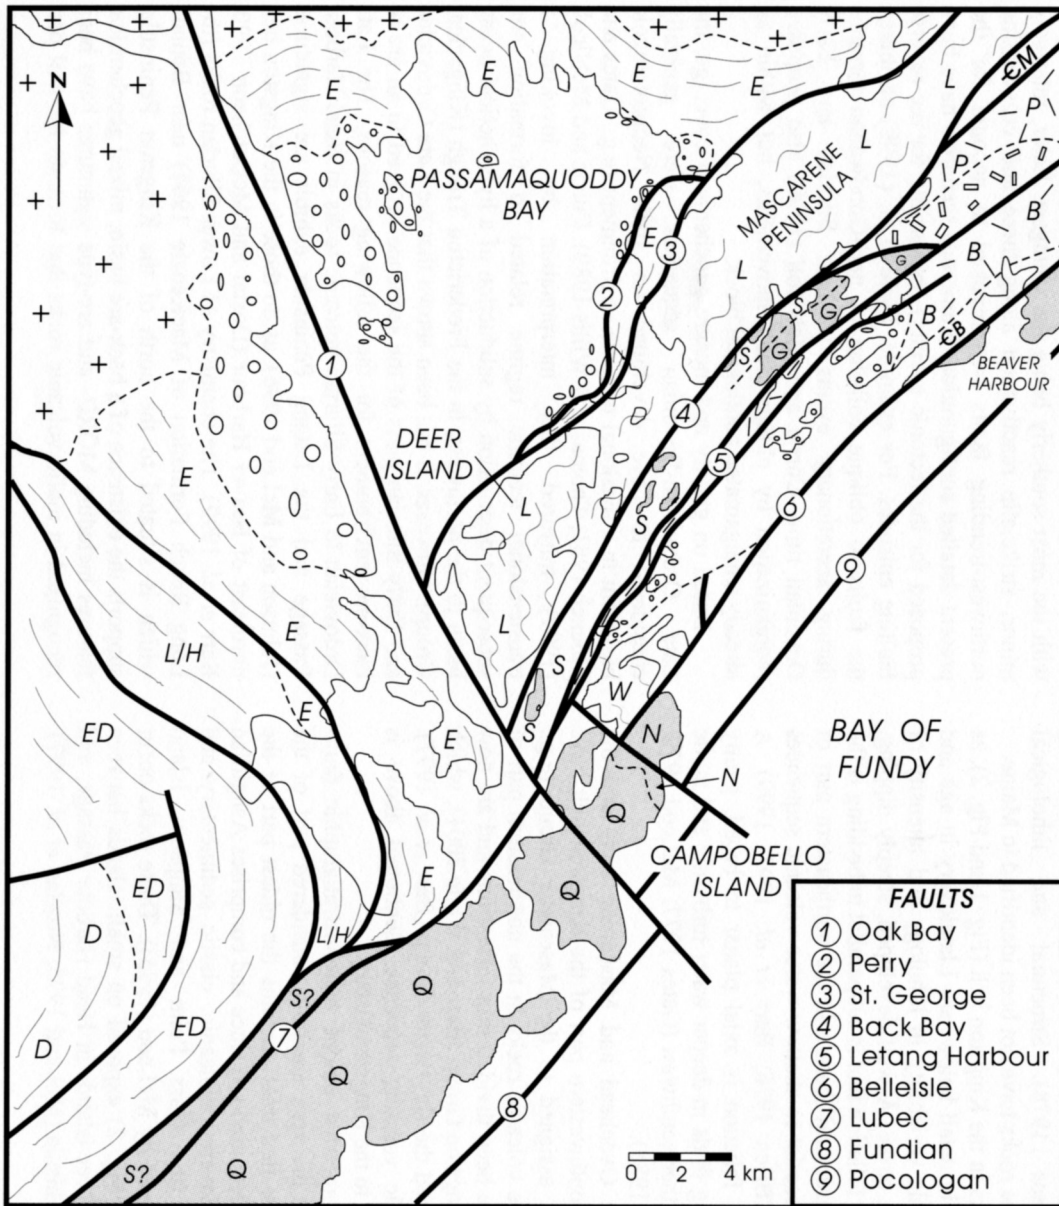 ЄM
N
E
L
P
L
E
E
PASSAMAQUODDY
BAY
MASCARENE
PENINSULA
L
P
B
E
3
L
G
B
2
L
S
G
B
1
S
G
ЄB
BEAVER
HARBOUR
4
DEER
ISLAND
5
E
L
S
6
9
L/H
E
L
S
W
ED
E
E
S
N
BAY OF
FUNDY
N
Q
Q
CAMPOBELLO
ISLAND
ED
E
Q
D
L/H
S?
Q
ED
7
Q
D
8
S?
Q
0 2 4 km
FAULTS
1 Oak Bay
2 Perry
3 St. George
4 Back Bay
5 Letang Harbour
6 Belleisle
7 Lubec
8 Fundian
9 Pocologan